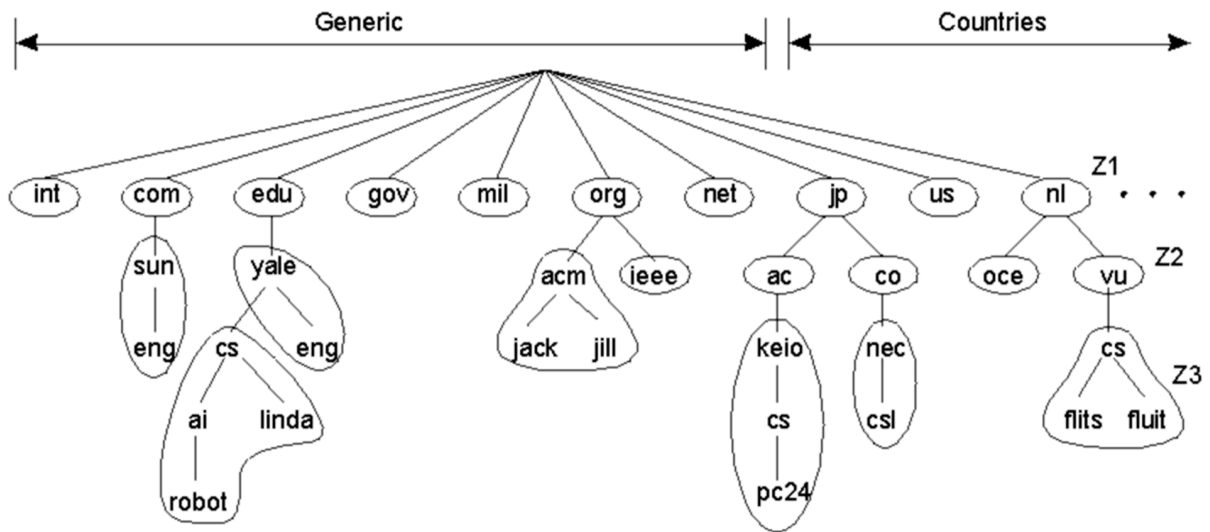 Generic Countries
int com edu gov mil org net jp us nl Z1 . . .
sun yale acm ieee ac co oce vu Z2
eng cs eng jack jill keio nec cs Z3
ai linda cs csl flits fluit
robot pc24